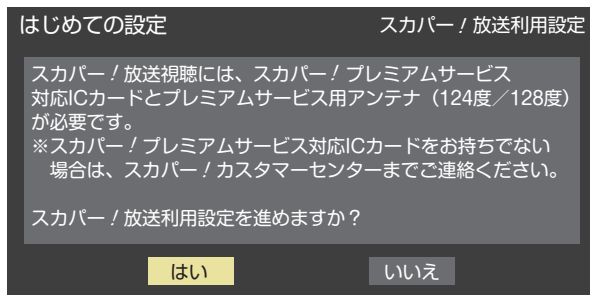 はじめての設定
スカパー！放送利用設定
スカパー！放送視聴には、スカパー！プレミアムサービス
対応ICカードとプレミアムサービス用アンテナ（124度／128度）
が必要です。
※スカパー！プレミアムサービス対応ICカードをお持ちでない
場合は、スカパー！カスタマーセンターまでご連絡ください。
スカパー！放送利用設定を進めますか？
はい
いいえ